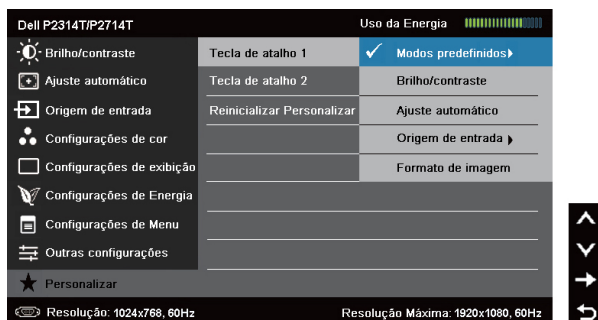 Dell P2314T/P2714T Uso da Energia
Brilho/contraste Tecla de atalho 1 Modos predefinidos
Ajuste automático Tecla de atalho 2 Brilho/contraste
Origem de entrada Reinicializar Personalizar Ajuste automático
Configurações de cor Origem de entrada
Configurações de exibição Formato de imagem
Configurações de Energia
Configurações de Menu
Outras configurações
Personalizar
Resolução: 1024x768, 60Hz Resolução Máxima: 1920x1080, 60Hz